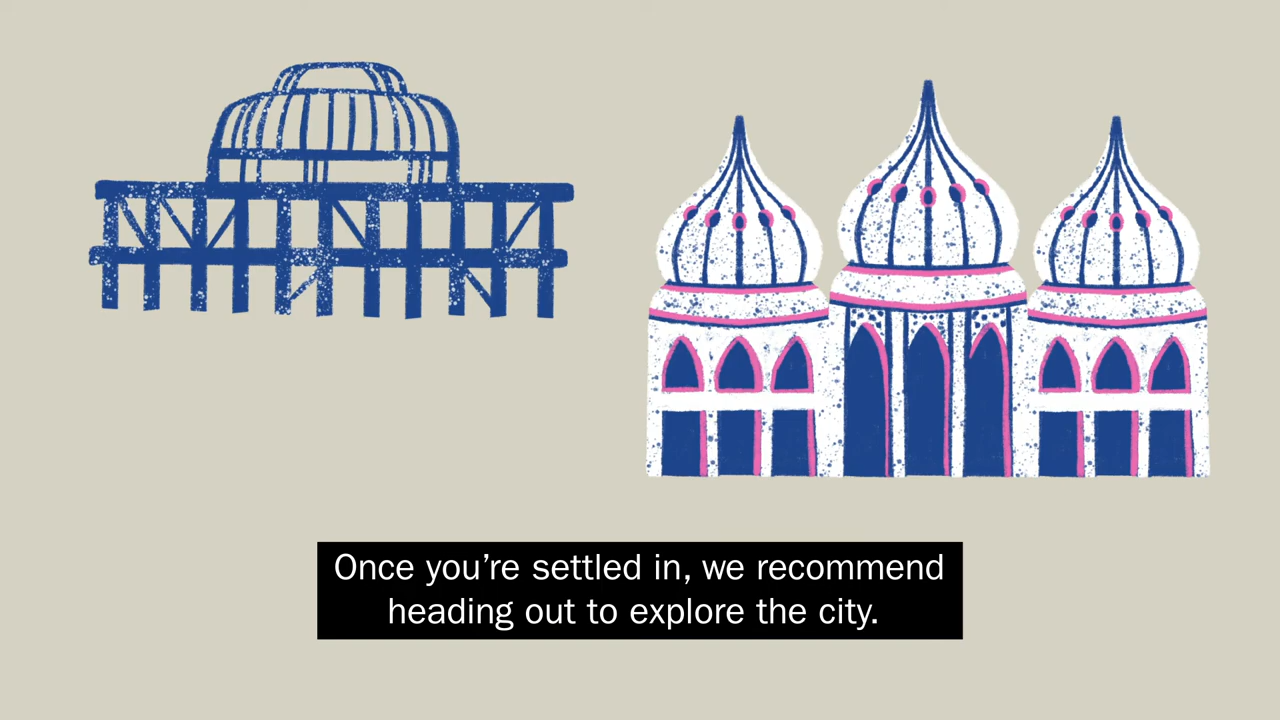 Once you’re settled in, we recommend
heading out to explore the city.